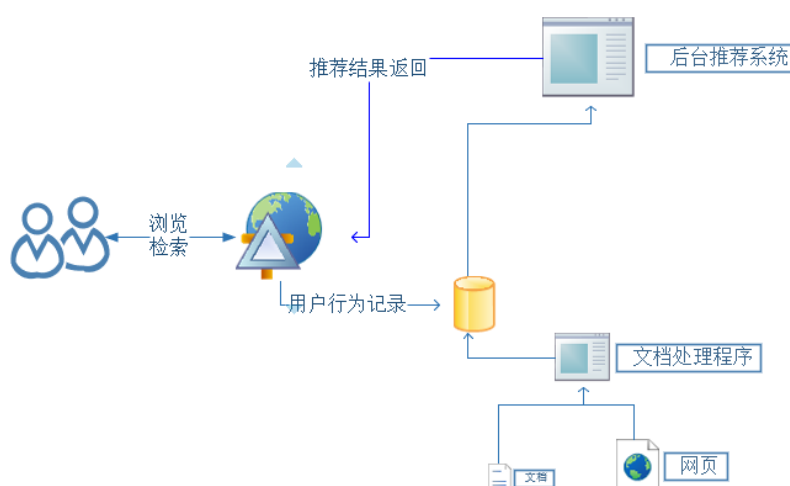 后台推荐系统
推荐结果返回
浏览
检索
用户行为记录
文档处理程序
网页
文档